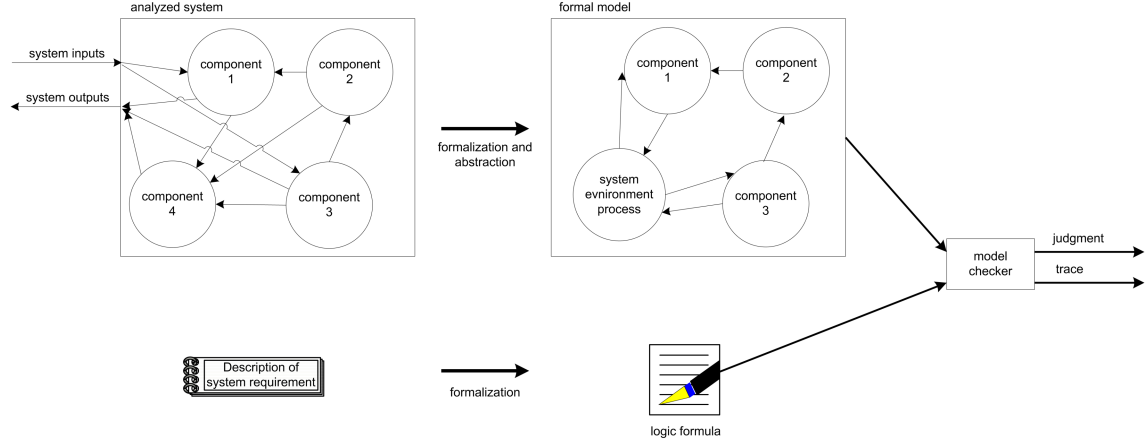 analyzed system
formal model
system inputs
system outputs
component
1
component
2
component
4
component
3
formalization and
abstraction
component
1
component
2
system
evnironment
process
component
3
model
checker
judgment
trace
Description of
system requirement
formalization
logic formula